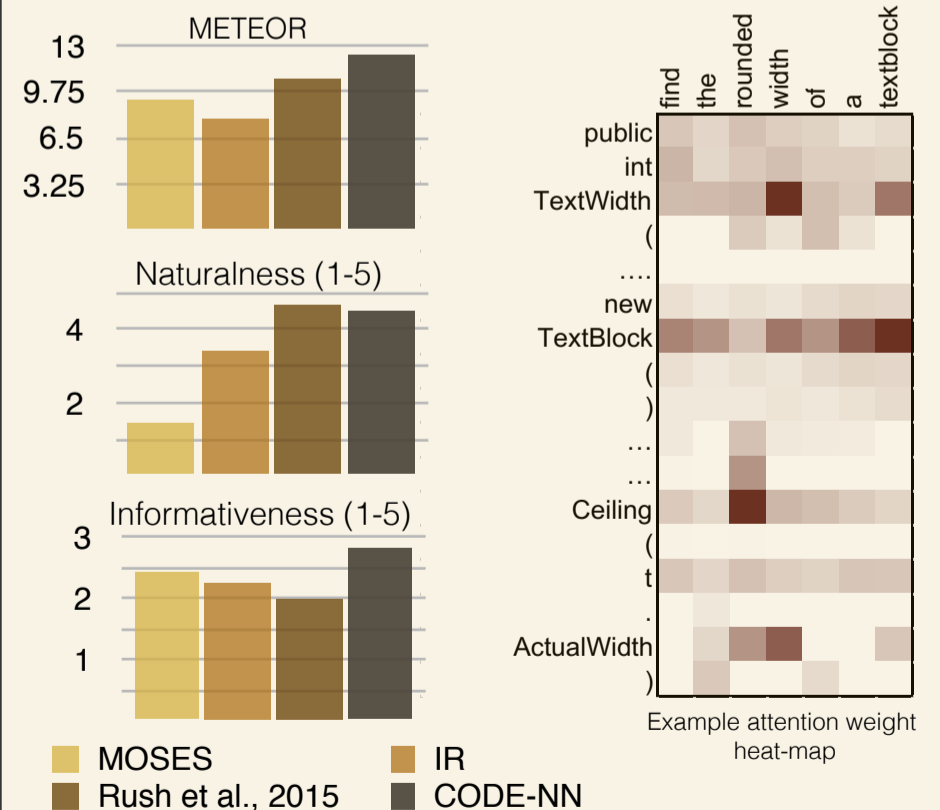 METEOR
13
9.75
6.5
3.25
Naturalness (1-5)
4
2
Informativeness (1-5)
3
2
1
MOSES
IR
Rush et al., 2015
CODE-NN
find
the
rounded
width
of
a
textblock
public
int
TextWidth
(
....
new
TextBlock
(
)
...
...
Ceiling
(
t
.
ActualWidth
)
Example attention weight
heat-map